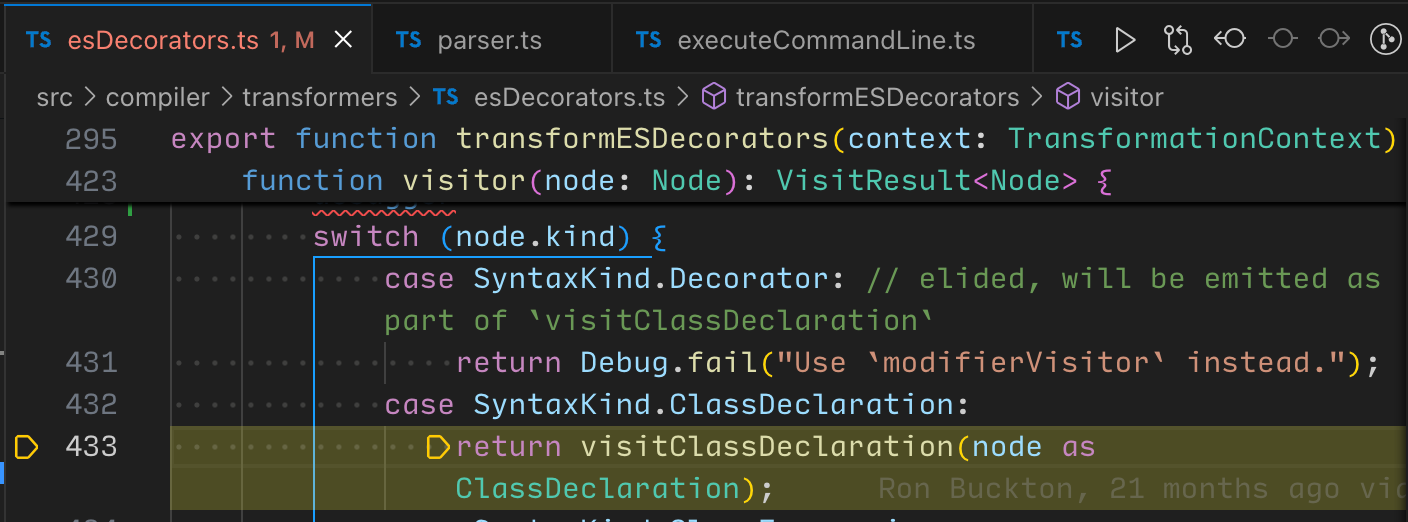 TS esDecorators.ts 1, M TS parser.ts TS executeCommandLine.ts TS
src > compiler > transformers > TS esDecorators.ts > transformESDecorators > visitor
295 export function transformESDecorators(context: TransformationContext)
423 function visitor(node: Node): VisitResult<Node> {
429 switch (node.kind) {
430 case SyntaxKind.Decorator: // elided, will be emitted as
part of `visitClassDeclaration`
431 return Debug.fail("Use `modifierVisitor` instead.");
432 case SyntaxKind.ClassDeclaration:
433 return visitClassDeclaration(node as
ClassDeclaration); Ron Buckton, 21 months ago